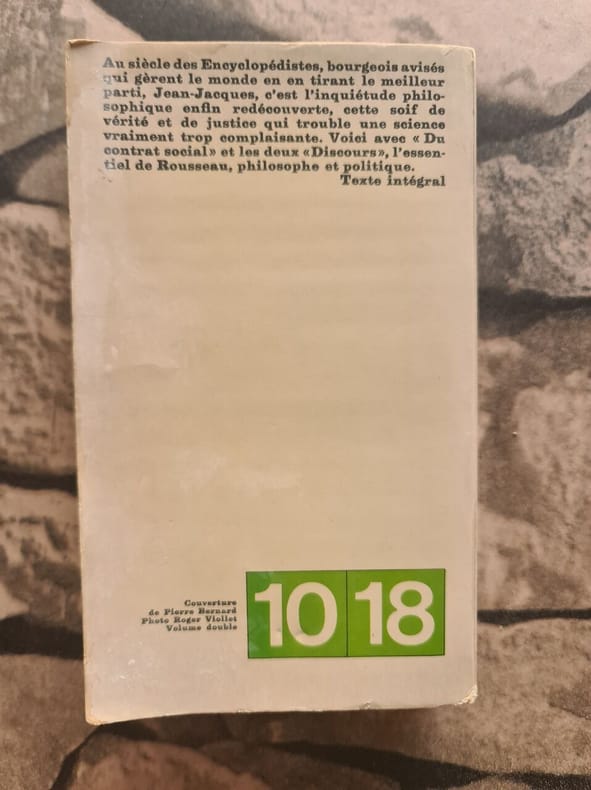 Au siècle des Encyclopédistes, bourgeois avisés
qui gèrent le monde en en tirant le meilleur
parti, Jean-Jacques, c'est l'inquiétude philo-
sophique enfin redécouverte, cette soif de
vérité et de justice qui trouble une science
vraiment trop complaisante. Voici avec « Du
contrat social » et les deux « Discours », l'essen-
tiel de Rousseau, philosophe et politique.
Texte intégral
Couverture
de Pierre Bernard
Photo Roger Viollet
Volume double
10 18